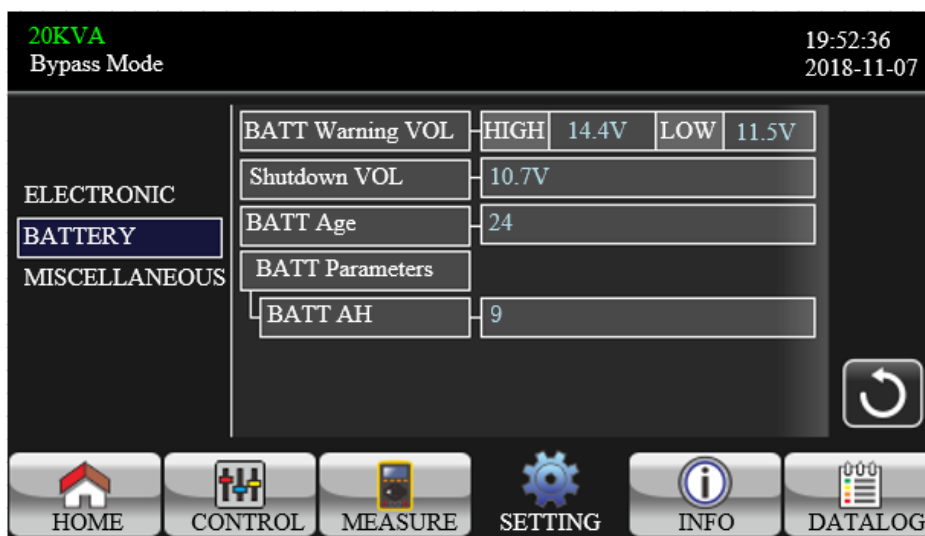 20KVA
Bypass Mode
19:52:36
2018-11-07
ELECTRONIC
BATTERY
MISCELLANEOUS
BATT Warning VOL HIGH 14.4V LOW 11.5V
Shutdown VOL 10.7V
BATT Age 24
BATT Parameters
BATT AH 9
HOME CONTROL MEASURE SETTING INFO DATALOG